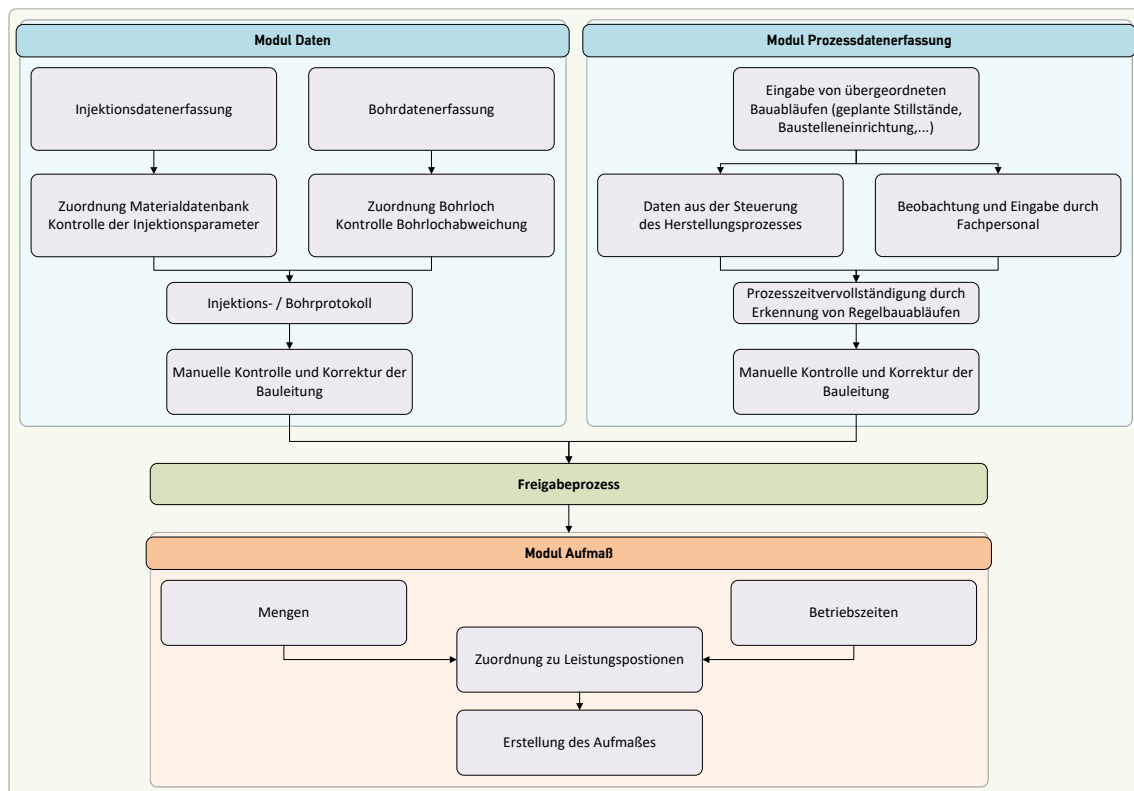 Modul Daten
Injektionsdatenerfassung
Bohrdatenerfassung
Zuordnung Materialdatenbank
Kontrolle der Injektionsparameter
Zuordnung Bohrloch
Kontrolle Bohrlochabweichung
Injektions- / Bohrprotokoll
Manuelle Kontrolle und Korrektur der
Bauleitung
Modul Prozessdatenerfassung
Eingabe von übergeordneten
Bauabläufen (geplante Stillstände,
Baustelleneinrichtung,...)
Daten aus der Steuerung
des Herstellungsprozesses
Beobachtung und Eingabe durch
Fachpersonal
Prozesszeitvervollständigung durch
Erkennung von Regelbauabläufen
Manuelle Kontrolle und Korrektur der
Bauleitung
Freigabeprozess
Modul Aufmaß
Mengen
Betriebszeiten
Zuordnung zu Leistungspostionen
Erstellung des Aufmaßes